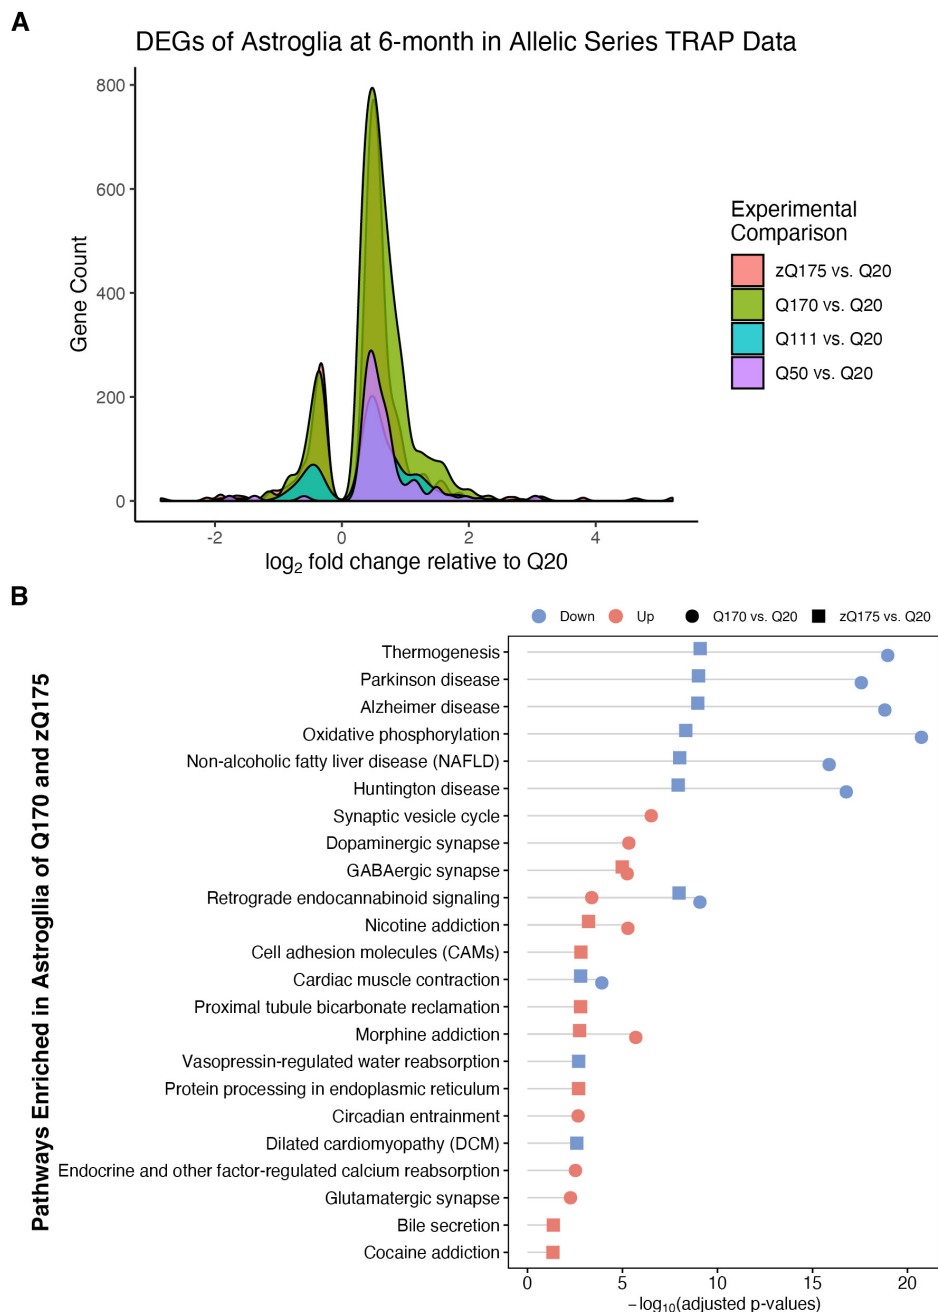 A
DEGs of Astroglia at 6-month in Allelic Series TRAP Data
800
600
400
200
0
Gene Count
-2
0
2
4
log2 fold change relative to Q20
Experimental
Comparison
zQ175 vs. Q20
Q170 vs. Q20
Q111 vs. Q20
Q50 vs. Q20
B
Down
Up
Q170 vs. Q20
zQ175 vs. Q20
Pathways Enriched in Astrogllia of Q170 and zQ175
Thermogenesis
Parkinson disease
Alzheimer disease
Oxidative phosphorylation
Non-alcoholic fatty liver disease (NAFLD)
Huntington disease
Synaptic vesicle cycle
Dopaminergic synapse
GABAergic synapse
Retrograde endocannabinoid signaling
Nicotine addiction
Cell adhesion molecules (CAMs)
Cardiac muscle contraction
Proximal tubule bicarbonate reclamation
Morphine addiction
Vasopressin-regulated water reabsorption
Protein processing in endoplasmic reticulum
Circadian entrainment
Dilated cardiomyopathy (DCM)
Endocrine and other factor-regulated calcium reabsorption
Glutamatergic synapse
Bile secretion
Cocaine addiction
0
5
10
15
20
−log10(adjusted p-values)